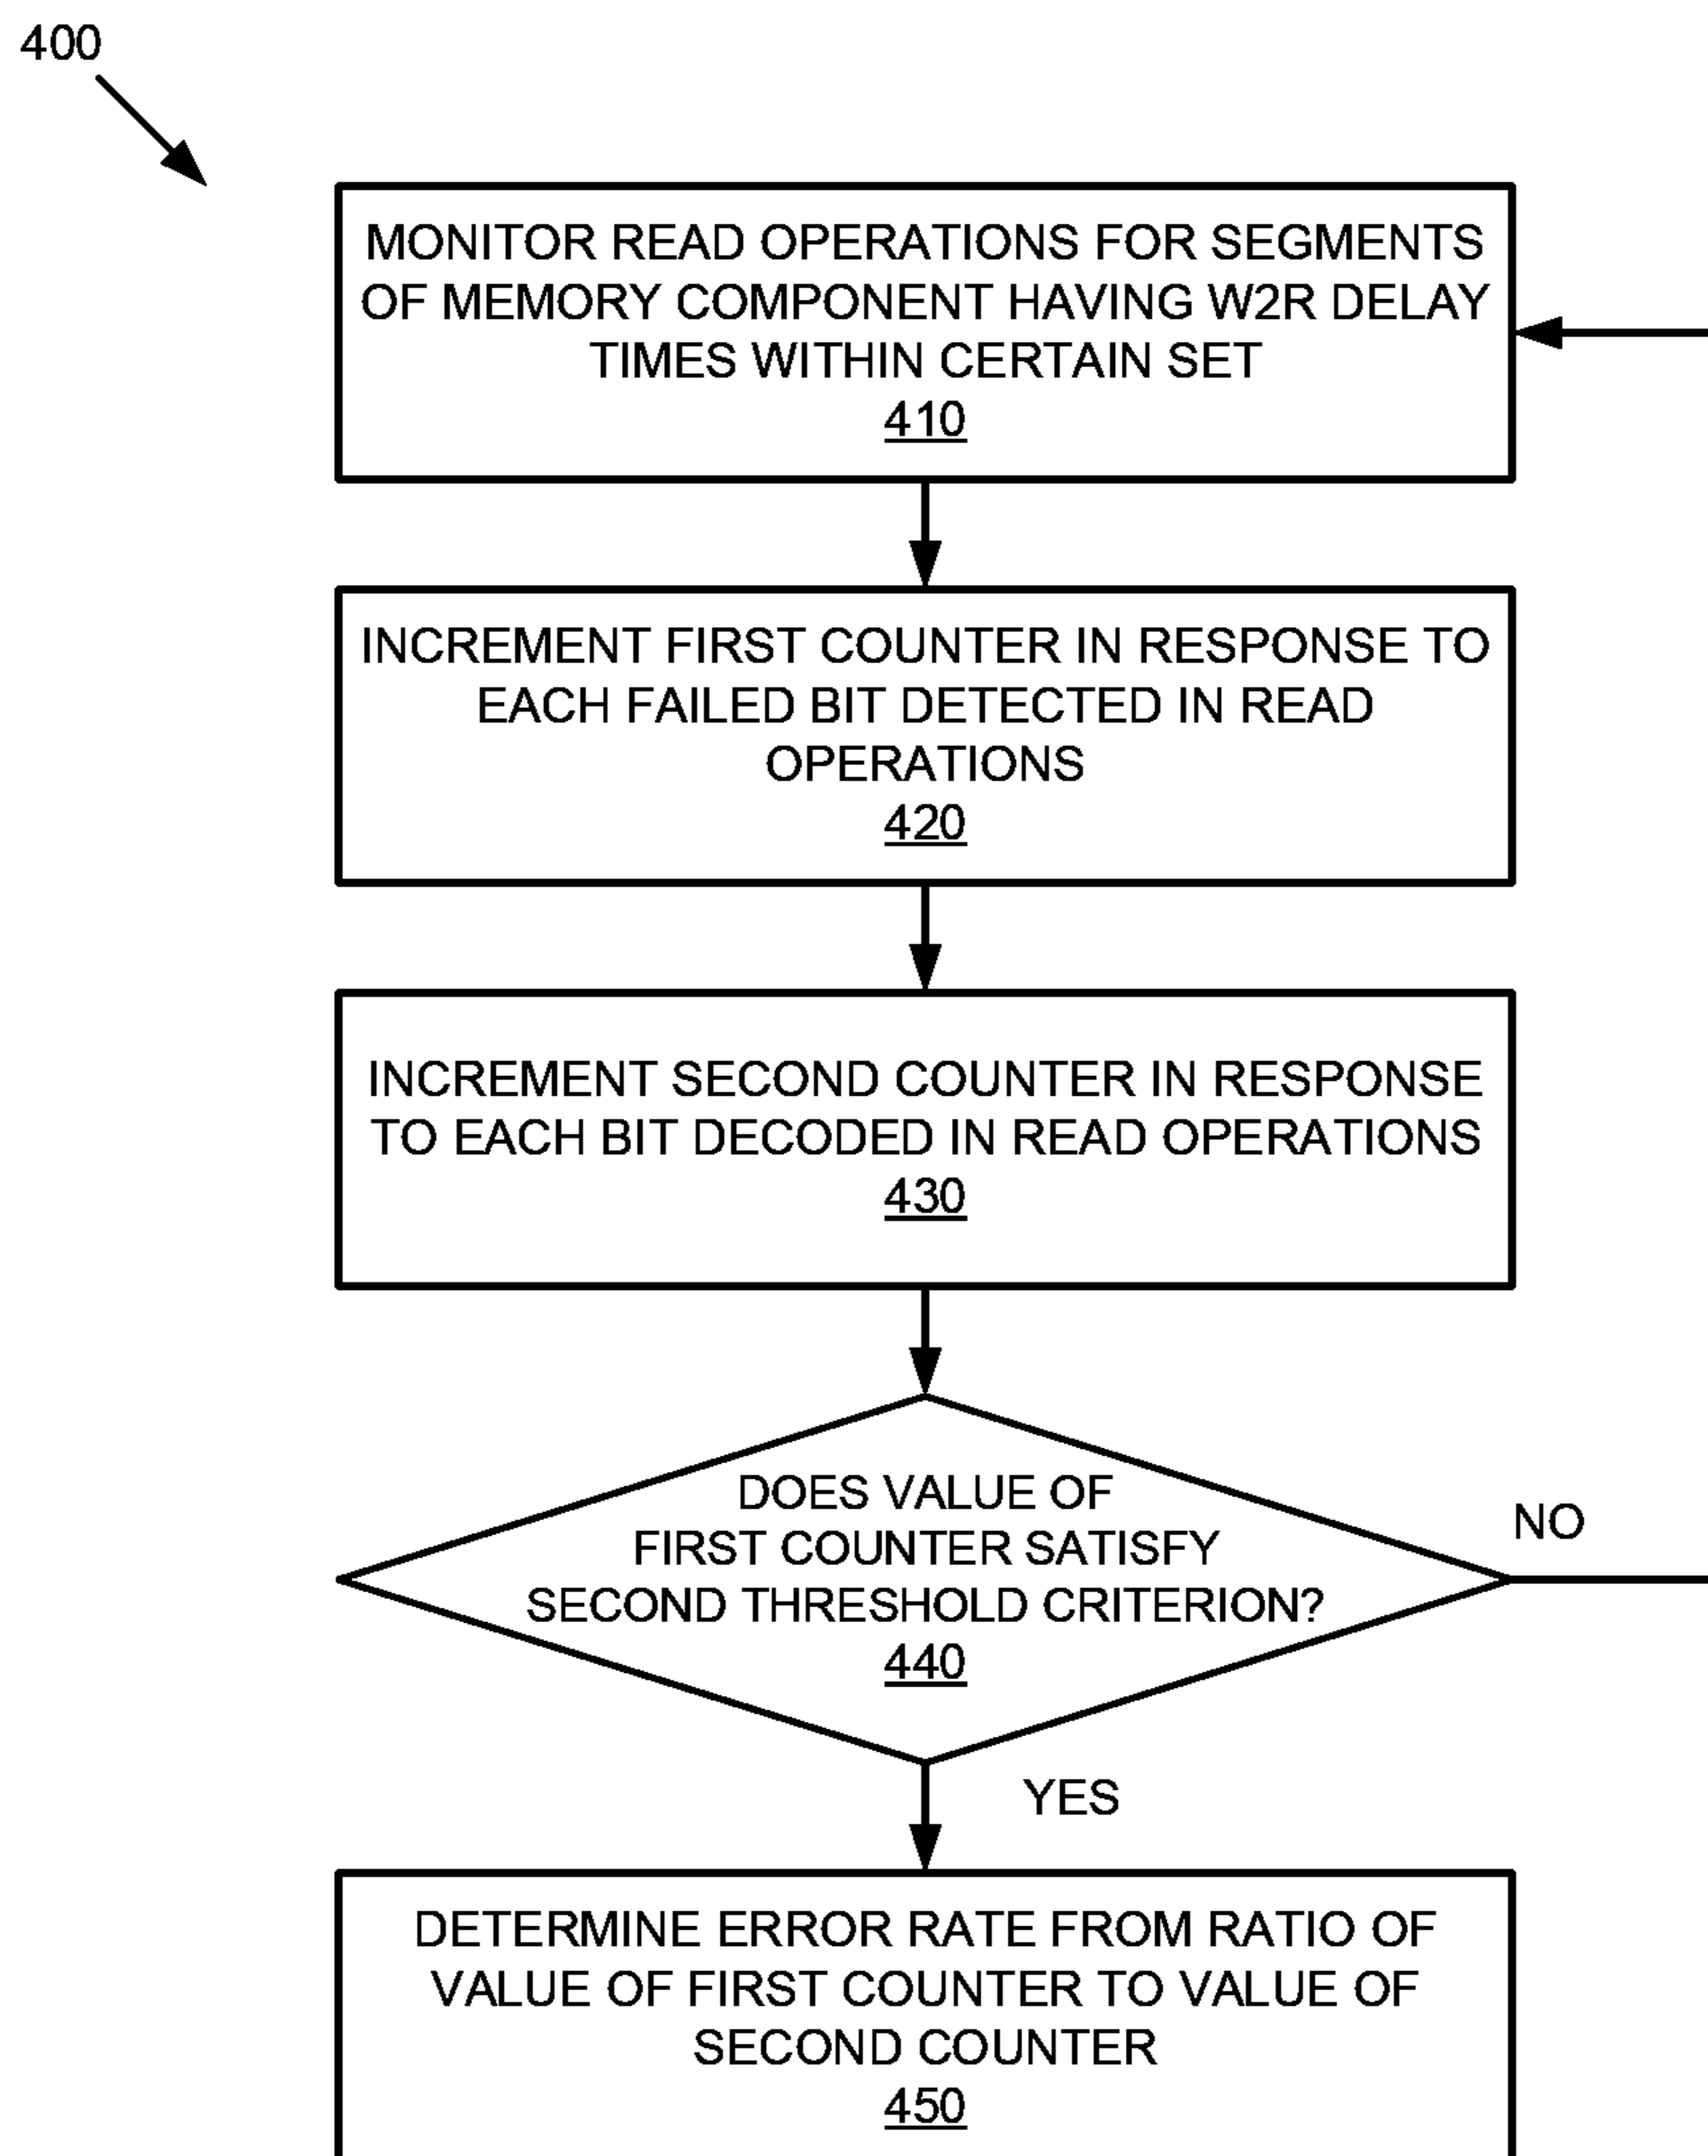 400
MONITOR READ OPERATIONS FOR SEGMENTS
OF MEMORY COMPONENT HAVING W2R DELAY
TIMES WITHIN CERTAIN SET
410
INCREMENT FIRST COUNTER IN RESPONSE TO
EACH FAILED BIT DETECTED IN READ
OPERATIONS
420
INCREMENT SECOND COUNTER IN RESPONSE
TO EACH BIT DECODED IN READ OPERATIONS
430
DOES VALUE OF
FIRST COUNTER SATISFY
SECOND THRESHOLD CRITERION?
440
NO
YES
DETERMINE ERROR RATE FROM RATIO OF
VALUE OF FIRST COUNTER TO VALUE OF
SECOND COUNTER
450